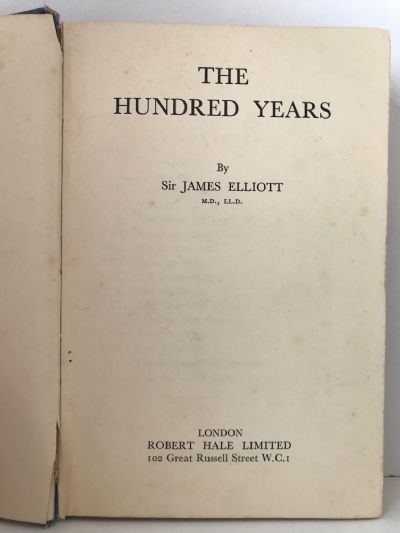 THE
HUNDRED YEARS
By
Sir JAMES ELLIOTT
M.D., LL.D.
LONDON
ROBERT HALE LIMITED
102 Great Russell Street W.C.1